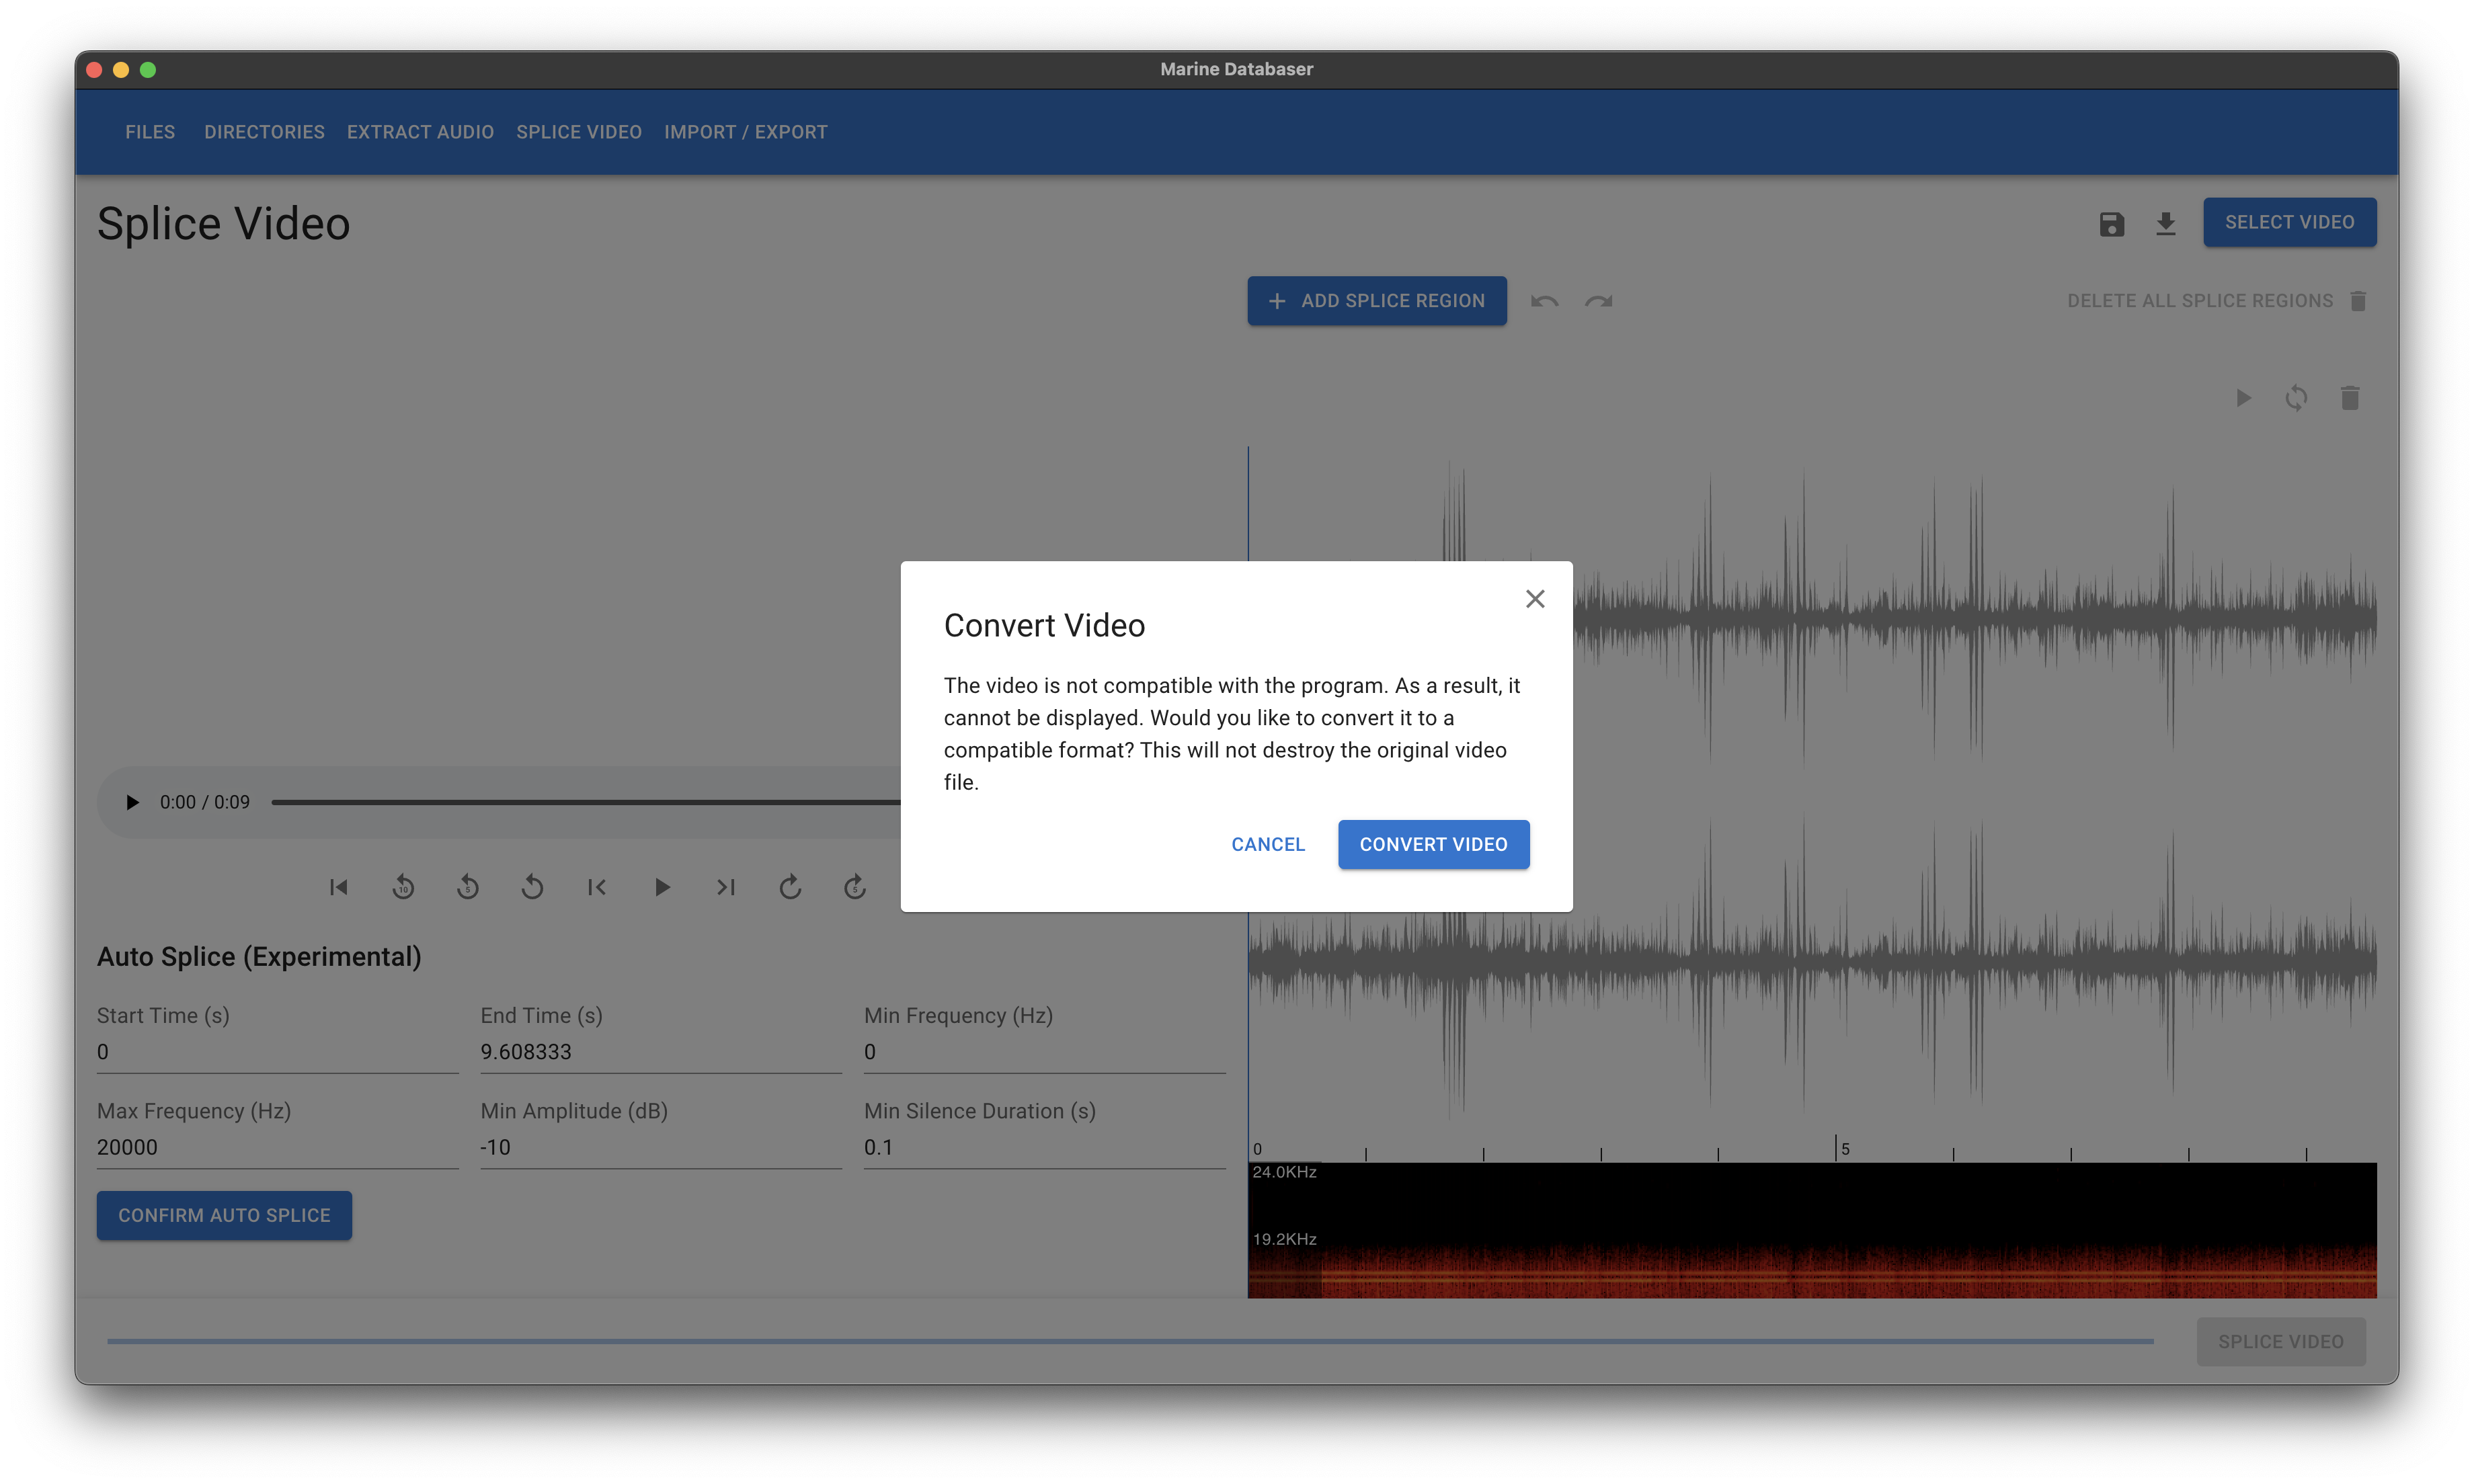 Marine Databaser
FILES DIRECTORIES EXTRACT AUDIO SPLICE VIDEO IMPORT / EXPORT
Splice Video
SELECT VIDEO
ADD SPLICE REGION
DELETE ALL SPLICE REGIONS
Convert Video
The video is not compatible with the program. As a result, it
cannot be displayed. Would you like to convert it to a
compatible format? This will not destroy the original video
file.
CANCEL CONVERT VIDEO
0:00 / 0:09
10 5 5
Auto Splice (Experimental)
Start Time (s) End Time (s) Min Frequency (Hz)
0 9.608333 0
Max Frequency (Hz) Min Amplitude (dB) Min Silence Duration (s)
20000 -10 0.1
CONFIRM AUTO SPLICE
0 5
24.0KHz
19.2KHz
SPLICE VIDEO